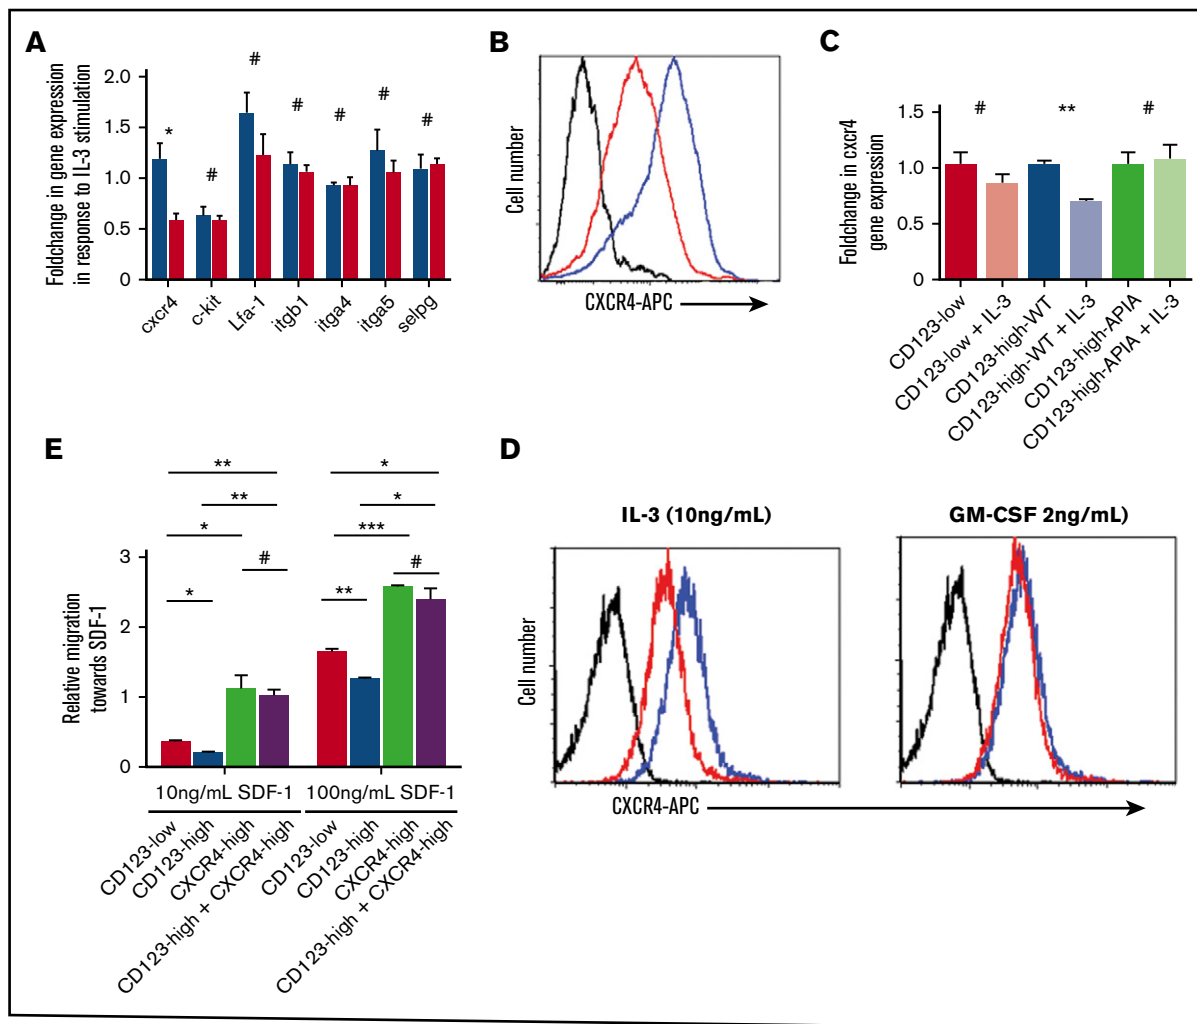 A
Foldchange in gene expression
in response to IL-3 stimulation
2.0
1.5
1.0
0.5
0
*
#
#
#
#
#
#
cxcr4
c-kit
Lfa-1
itgb1
itga4
itga5
selpg
B
Cell number
CXCR4-APC
C
Foldchange in cxcr4
gene expression
1.5
1.0
0.5
0
#
**
#
CD123-low
CD123-low + IL-3
CD123-high-WT
CD123-high-WT + IL-3
CD123-high-APIA
CD123-high-APIA + IL-3
E
Relative migration
towards SDF-1
3
2
1
0
**
**
*
#
*
*
*
***
#
**
10ng/mL SDF-1
100ng/mL SDF-1
CD123-low
CD123-high
CXCR4-high
CD123-high + CXCR4-high
CD123-low
CD123-high
CXCR4-high
CD123-high + CXCR4-high
D
IL-3 (10ng/mL)
GM-CSF 2ng/mL)
Cell number
CXCR4-APC